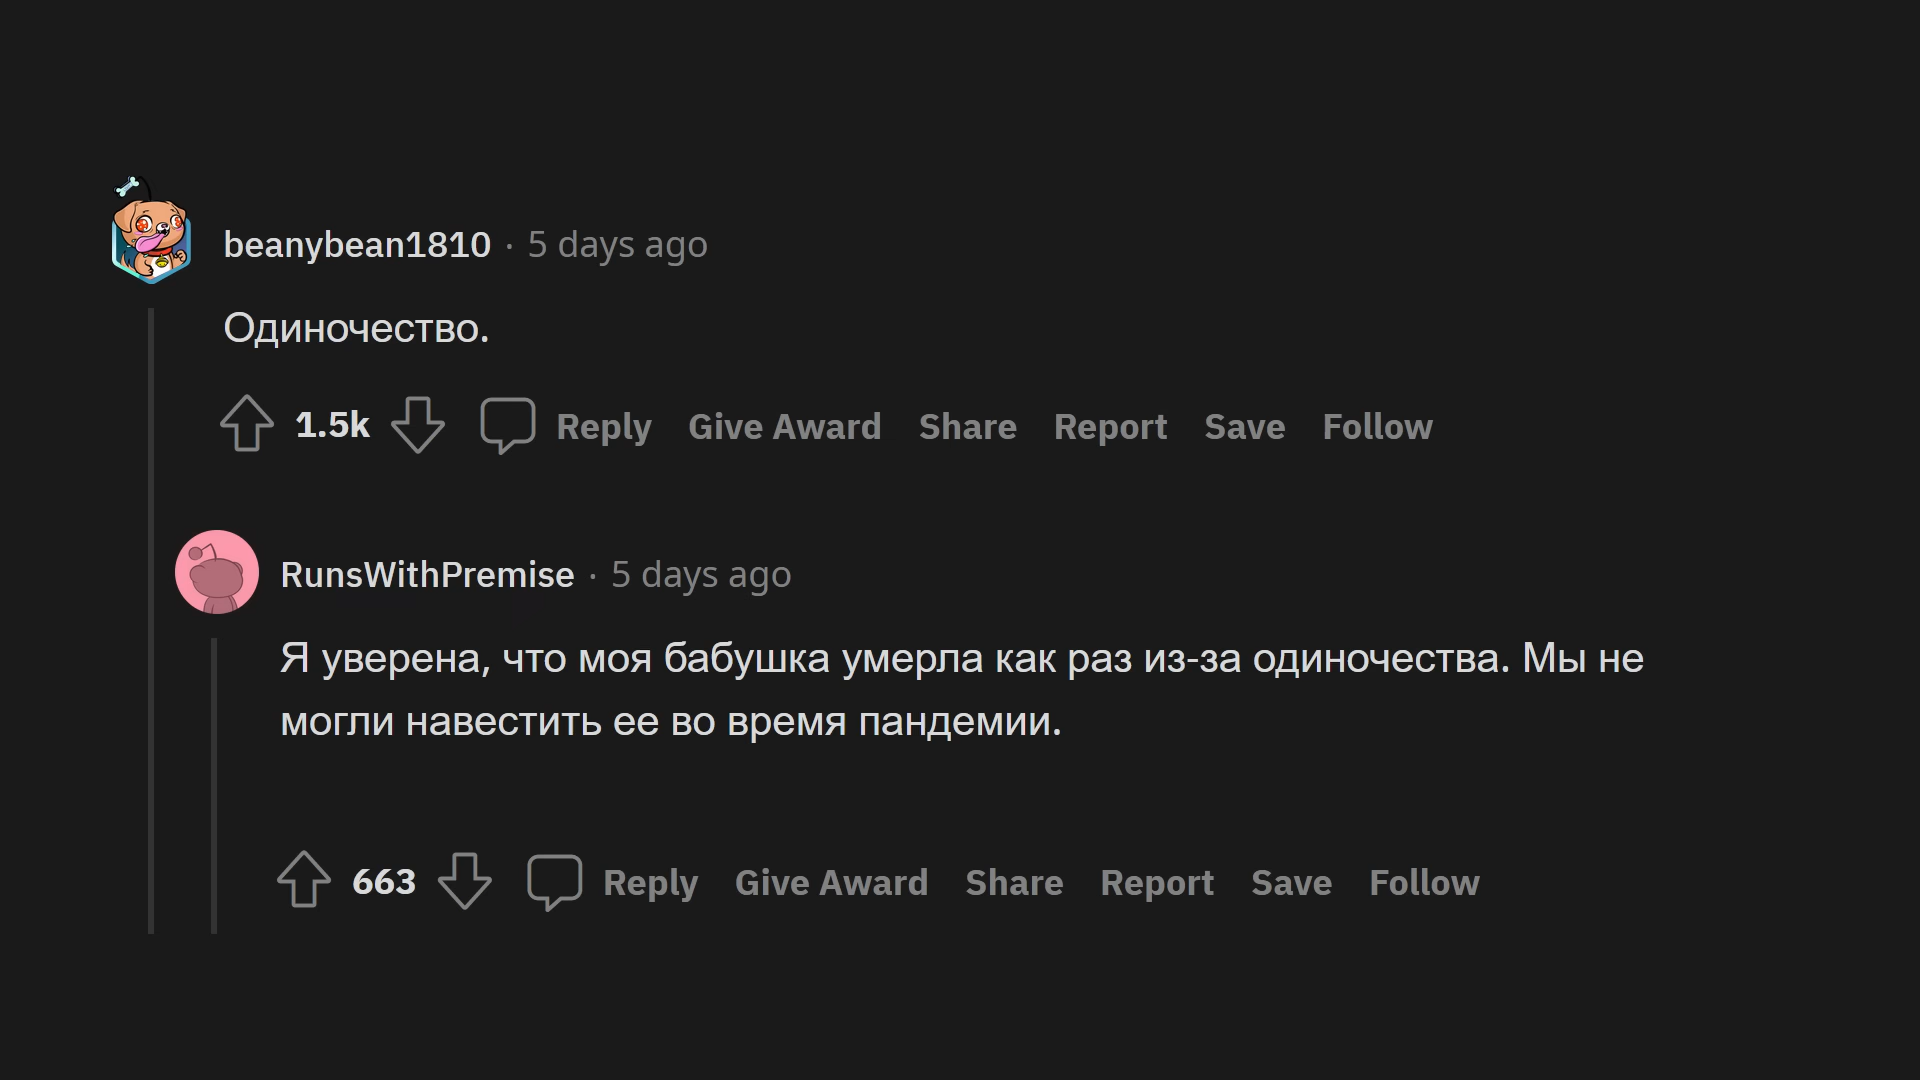 beanybean1810 · 5 days ago
Одиночество.
1.5k Reply Give Award Share Report Save Follow
RunsWithPremise · 5 days ago
Я уверена, что моя бабушка умерла как раз из-за одиночества. Мы не
могли навестить ее во время пандемии.
663 Reply Give Award Share Report Save Follow